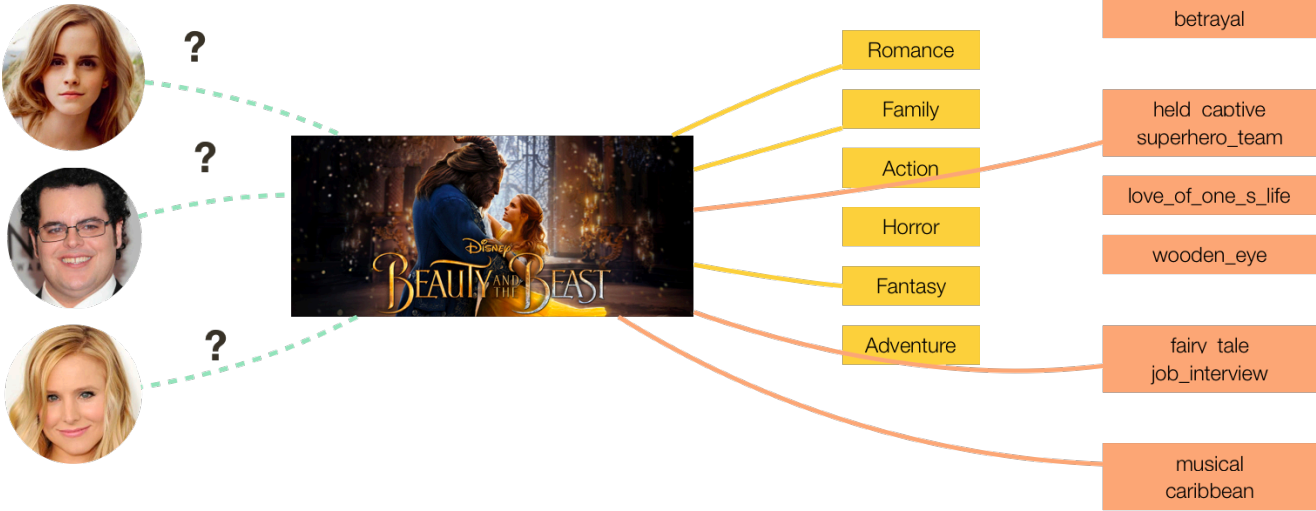 ?
?
?
Disney
BEAUTY AND THE BEAST
Romance
Family
Action
Horror
Fantasy
Adventure
betrayal
held_captive
superhero_team
love_of_one_s_life
wooden_eye
fairy_tale
job_interview
musical
caribbean